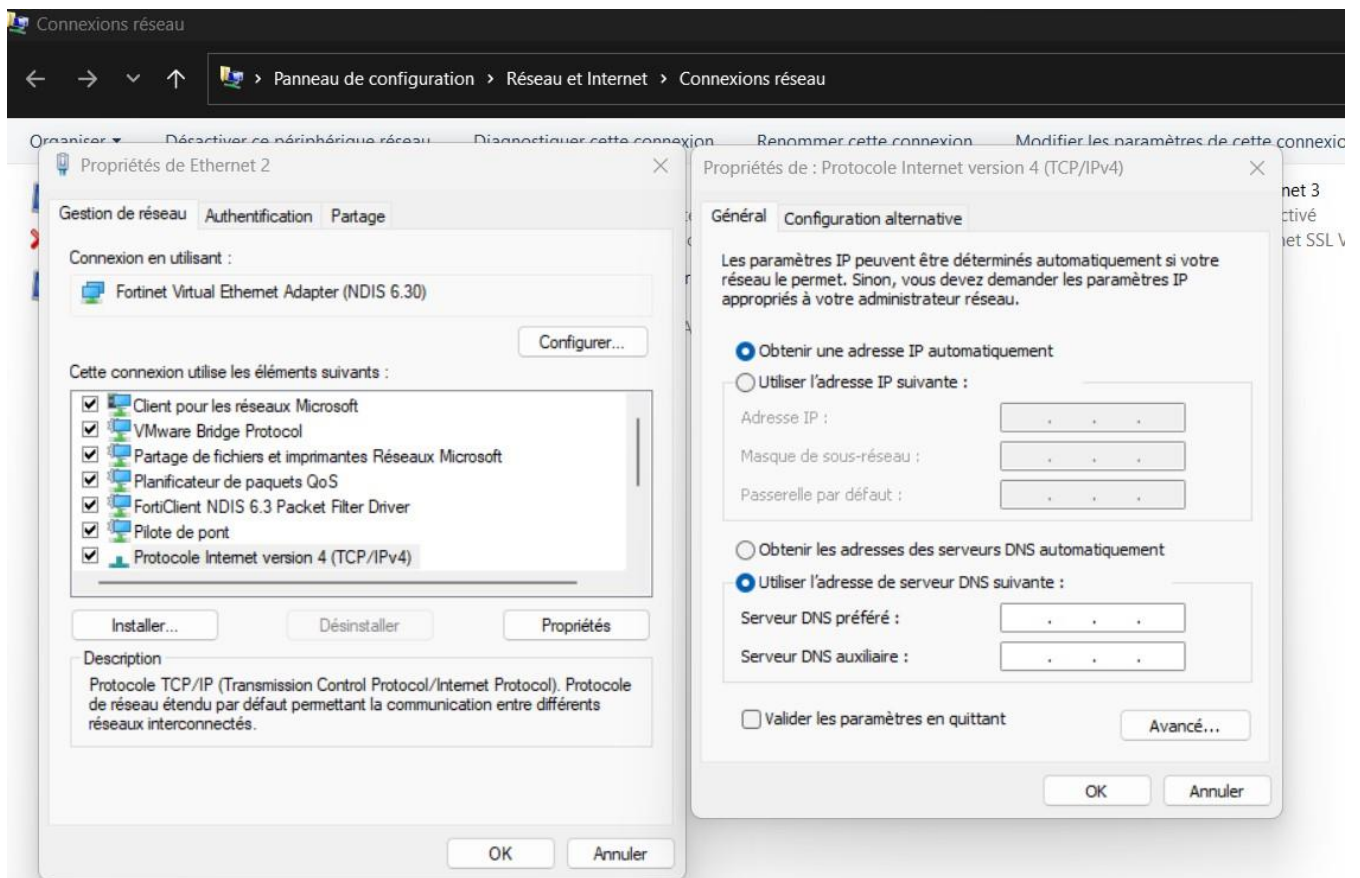 Connexions réseau
Panneau de configuration > Réseau et Internet > Connexions réseau
Organiser Désactiver ce périphérique réseau Diagnostiquer cette connexion Renommer cette connexion Modifier les paramètres de cette connexio
Propriétés de Ethernet 2
Gestion de réseau Authentification Partage
Connexion en utilisant :
Fortinet Virtual Ethernet Adapter (NDIS 6.30)
Configurer...
Cette connexion utilise les éléments suivants :
Client pour les réseaux Microsoft
VMware Bridge Protocol
Partage de fichiers et imprimantes Réseaux Microsoft
Planificateur de paquets QoS
FortiClient NDIS 6.3 Packet Filter Driver
Pilote de pont
Protocole Internet version 4 (TCP/IPv4)
Installer... Désinstaller Propriétés
Description
Protocole TCP/IP (Transmission Control Protocol/Internet Protocol). Protocole
de réseau étendu par défaut permettant la communication entre différents
réseaux interconnectés.
OK Annuler
Propriétés de : Protocole Internet version 4 (TCP/IPv4)
Général Configuration alternative
Les paramètres IP peuvent être déterminés automatiquement si votre
réseau le permet. Sinon, vous devez demander les paramètres IP
appropriés à votre administrateur réseau.
Obtenir une adresse IP automatiquement
Utiliser l'adresse IP suivante :
Adresse IP :
Masque de sous-réseau :
Passerelle par défaut :
Obtenir les adresses des serveurs DNS automatiquement
Utiliser l'adresse de serveur DNS suivante :
Serveur DNS préféré :
Serveur DNS auxiliaire :
Valider les paramètres en quittant
Avancé...
OK Annuler
net 3
ctivé
net SSL V